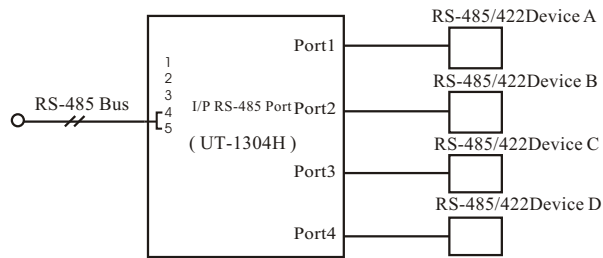 RS-485/422Device A
Port1
1
2
3
4
5
RS-485 Bus
I/P RS-485 Port
Port2
RS-485/422Device B
( UT-1304H )
RS-485/422Device C
Port3
RS-485/422Device D
Port4